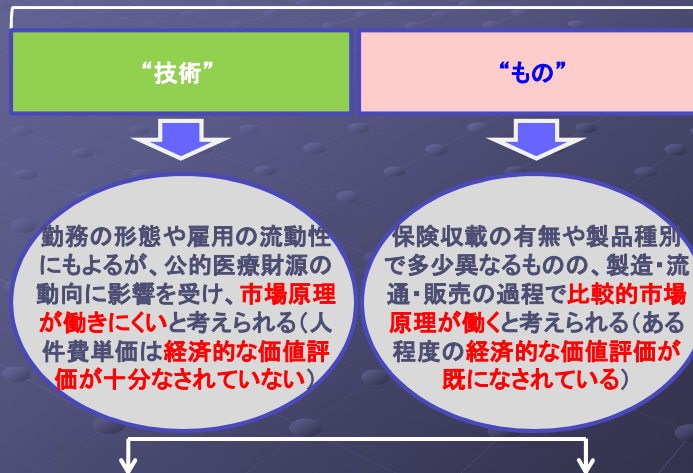 “技術”
“もの”
勤務の形態や雇用の流動性
にもよるが、公的医療財源の
動向に影響を受け、市場原理
が働きにくいと考えられる(人
件費単価は経済的な価値評
価が十分なされていない)
保険収載の有無や製品種別
で多少異なるものの、製造・流
通・販売の過程で比較的市場
原理が働くと考えられる(ある
程度の経済的な価値評価が
既になされている)